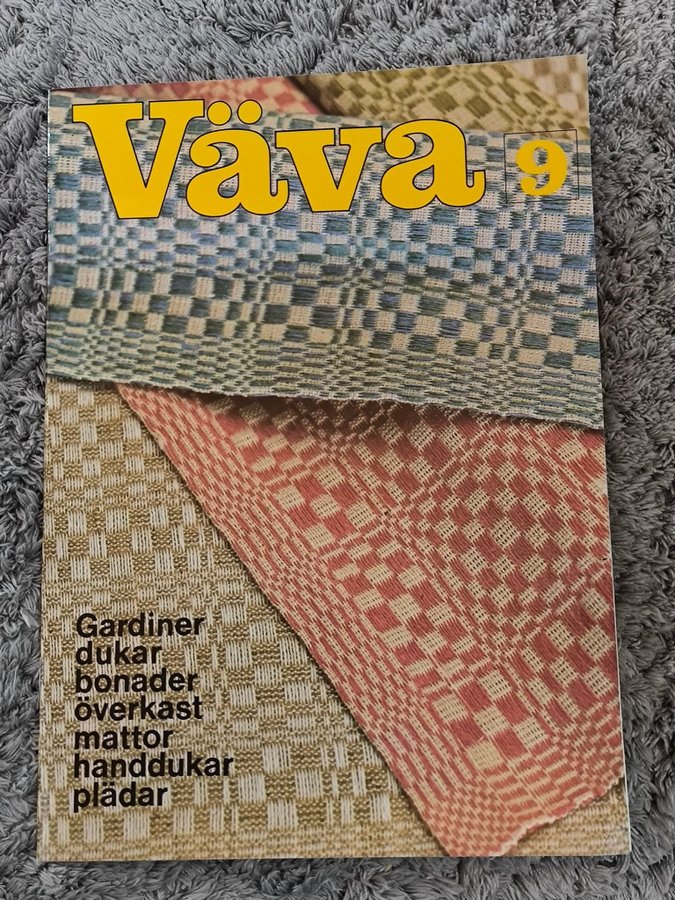 Väva 9
Gardiner
dukar
bonader
överkast
mattor
handdukar
plädar